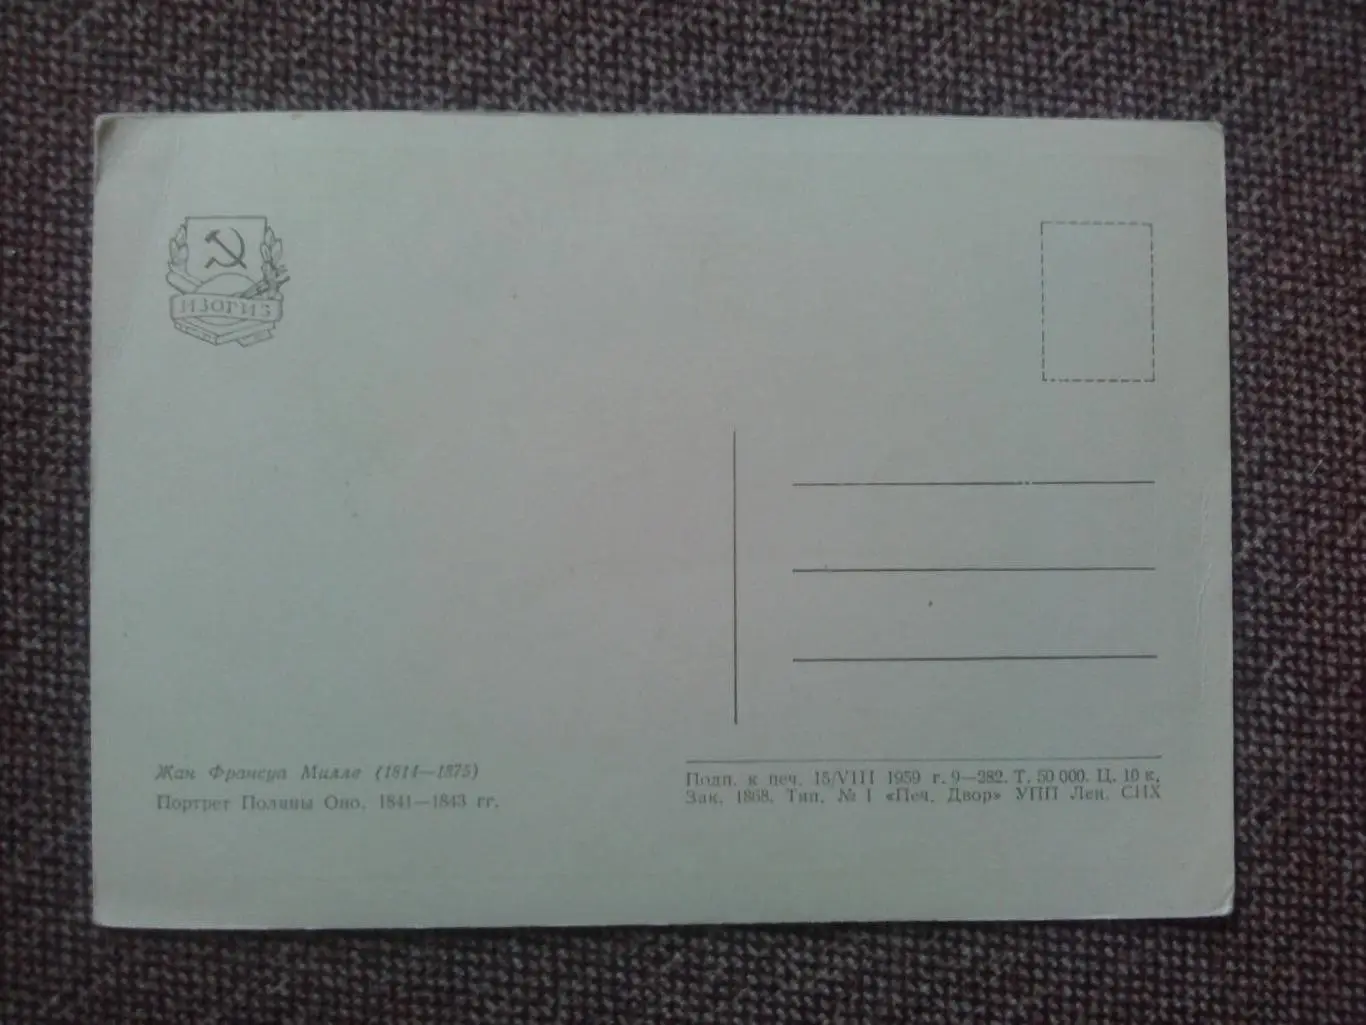 ИЗОГИЗ
Жан Франсуа Милле (1814—1875)
Портрет Полины Оно. 1841—1843 гг.
Подп. к печ. 15/VIII 1959 г. 9—282. Т. 50 000. Ц. 10 к.
Зак. 1868. Тип. № 1 «Печ. Двор» УПП Лен. СНХ